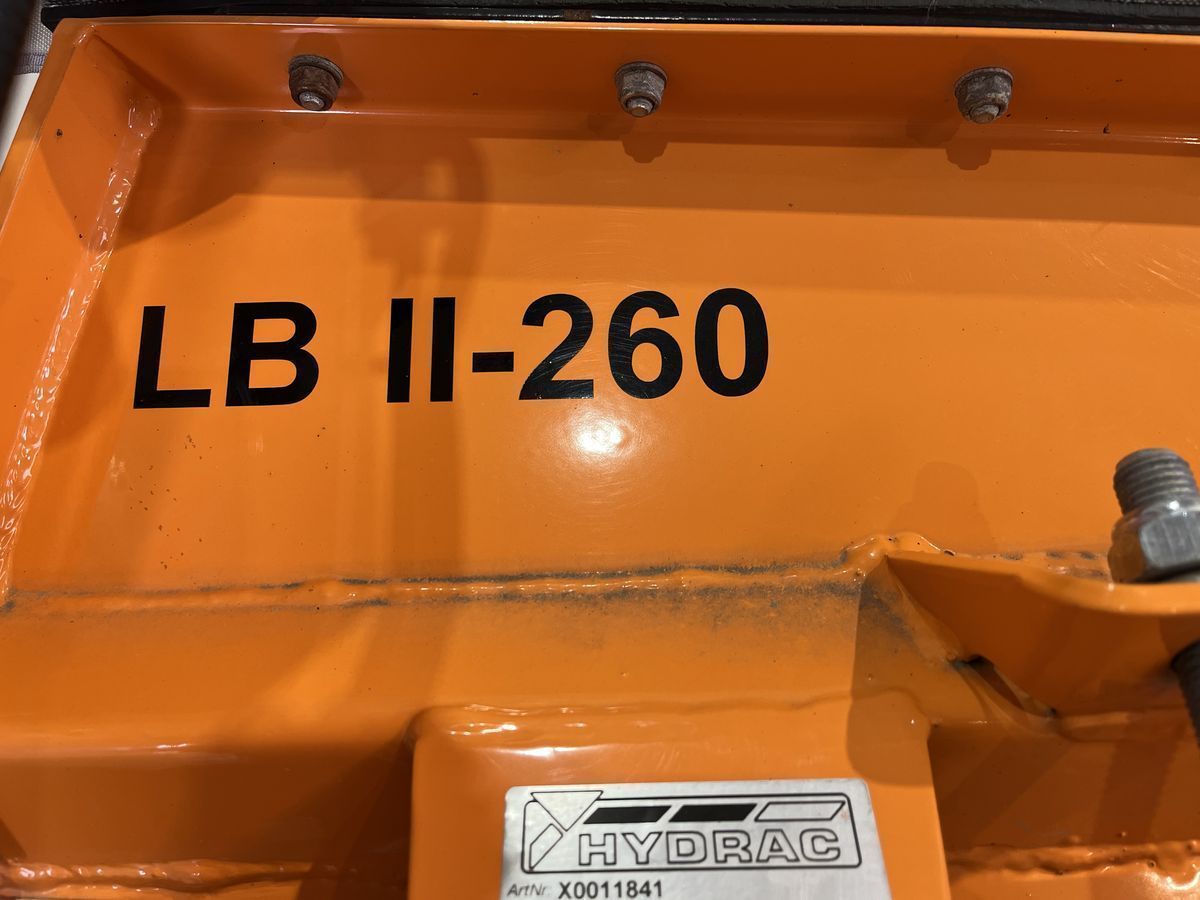 LB II-260
HYDRAC
ArtNr. X0011841